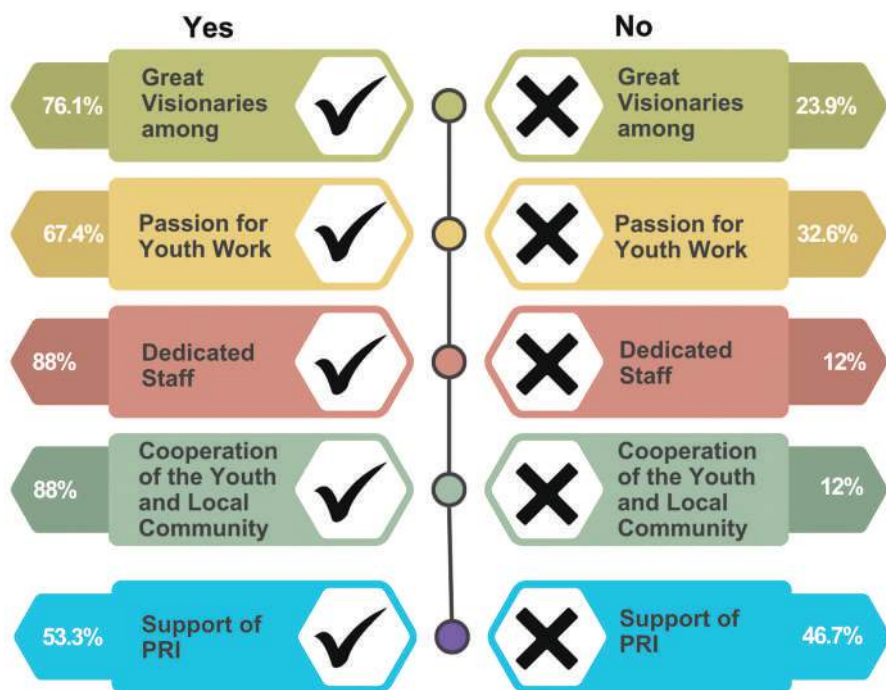 Yes
No
76.1%
Great
Visionaries
among
Great
Visionaries
among
23.9%
67.4%
Passion for
Youth Work
Passion for
Youth Work
32.6%
88%
Dedicated
Staff
Dedicated
Staff
12%
88%
Cooperation
of the Youth
and Local
Community
Cooperation
of the Youth
and Local
Community
12%
53.3%
Support of
PRI
Support of
PRI
46.7%